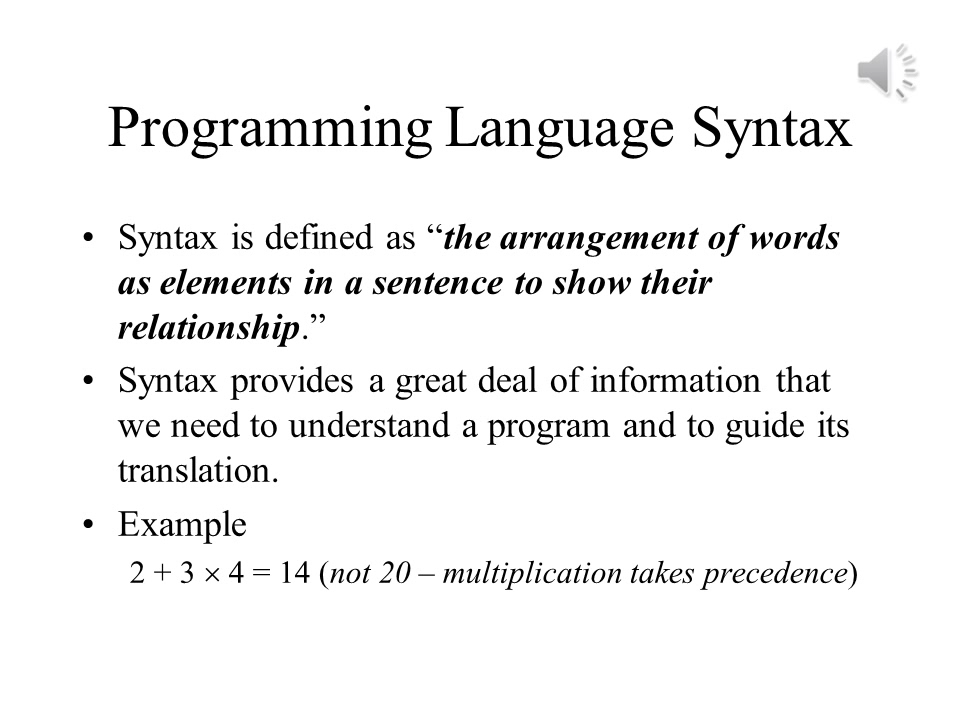 Programming Language Syntax
• Syntax is defined as “the arrangement of words
as elements in a sentence to show their
relationship.”
• Syntax provides a great deal of information that
we need to understand a program and to guide its
translation.
• Example
2 + 3 × 4 = 14 (not 20 – multiplication takes precedence)